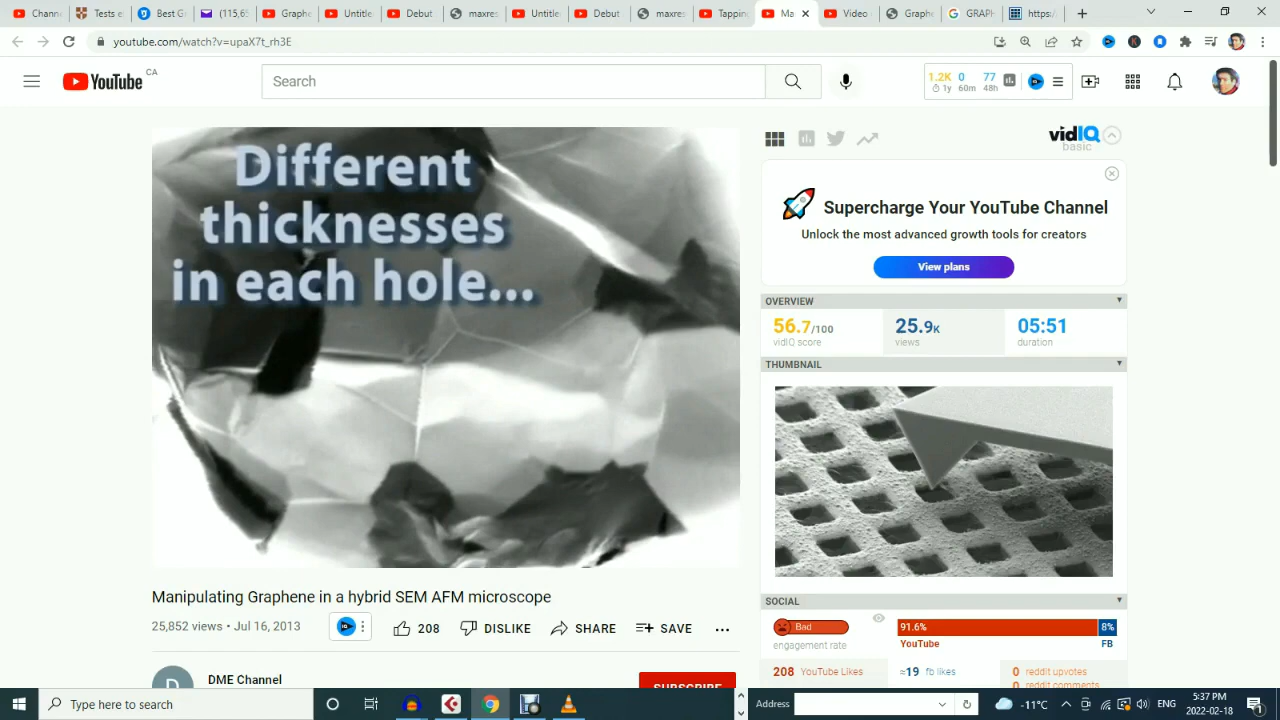 Chann
Tests c
Best G
(115,6
Graphe
Untitle
Debut
maxres
Untitle
Debut
maxres
Tappin
Ma
Video
Graphe
GRAPH
https:/
youtube.com/watch?v=upaX7t_rh3E
YouTube CA
Search
1.2K 0 77
1y 60m 48h
Different
thicknesses
in each hole...
vidIQ
basic
Supercharge Your YouTube Channel
Unlock the most advanced growth tools for creators
View plans
OVERVIEW
56.7/100 25.9K 05:51
vidIQ score views duration
THUMBNAIL
Manipulating Graphene in a hybrid SEM AFM microscope
Jul 16, 2013
208 DISLIKE SHARE SAVE
SOCIAL
Bad 91.6% 8%
engagement rate YouTube FB
208 YouTube Likes ≈19 fb likes 0 reddit upvotes
0 reddit comments
D
DME Channel
SUBSCRIBE
Type here to search
Address
-11°C
ENG
5:37 PM
2022-02-18
1